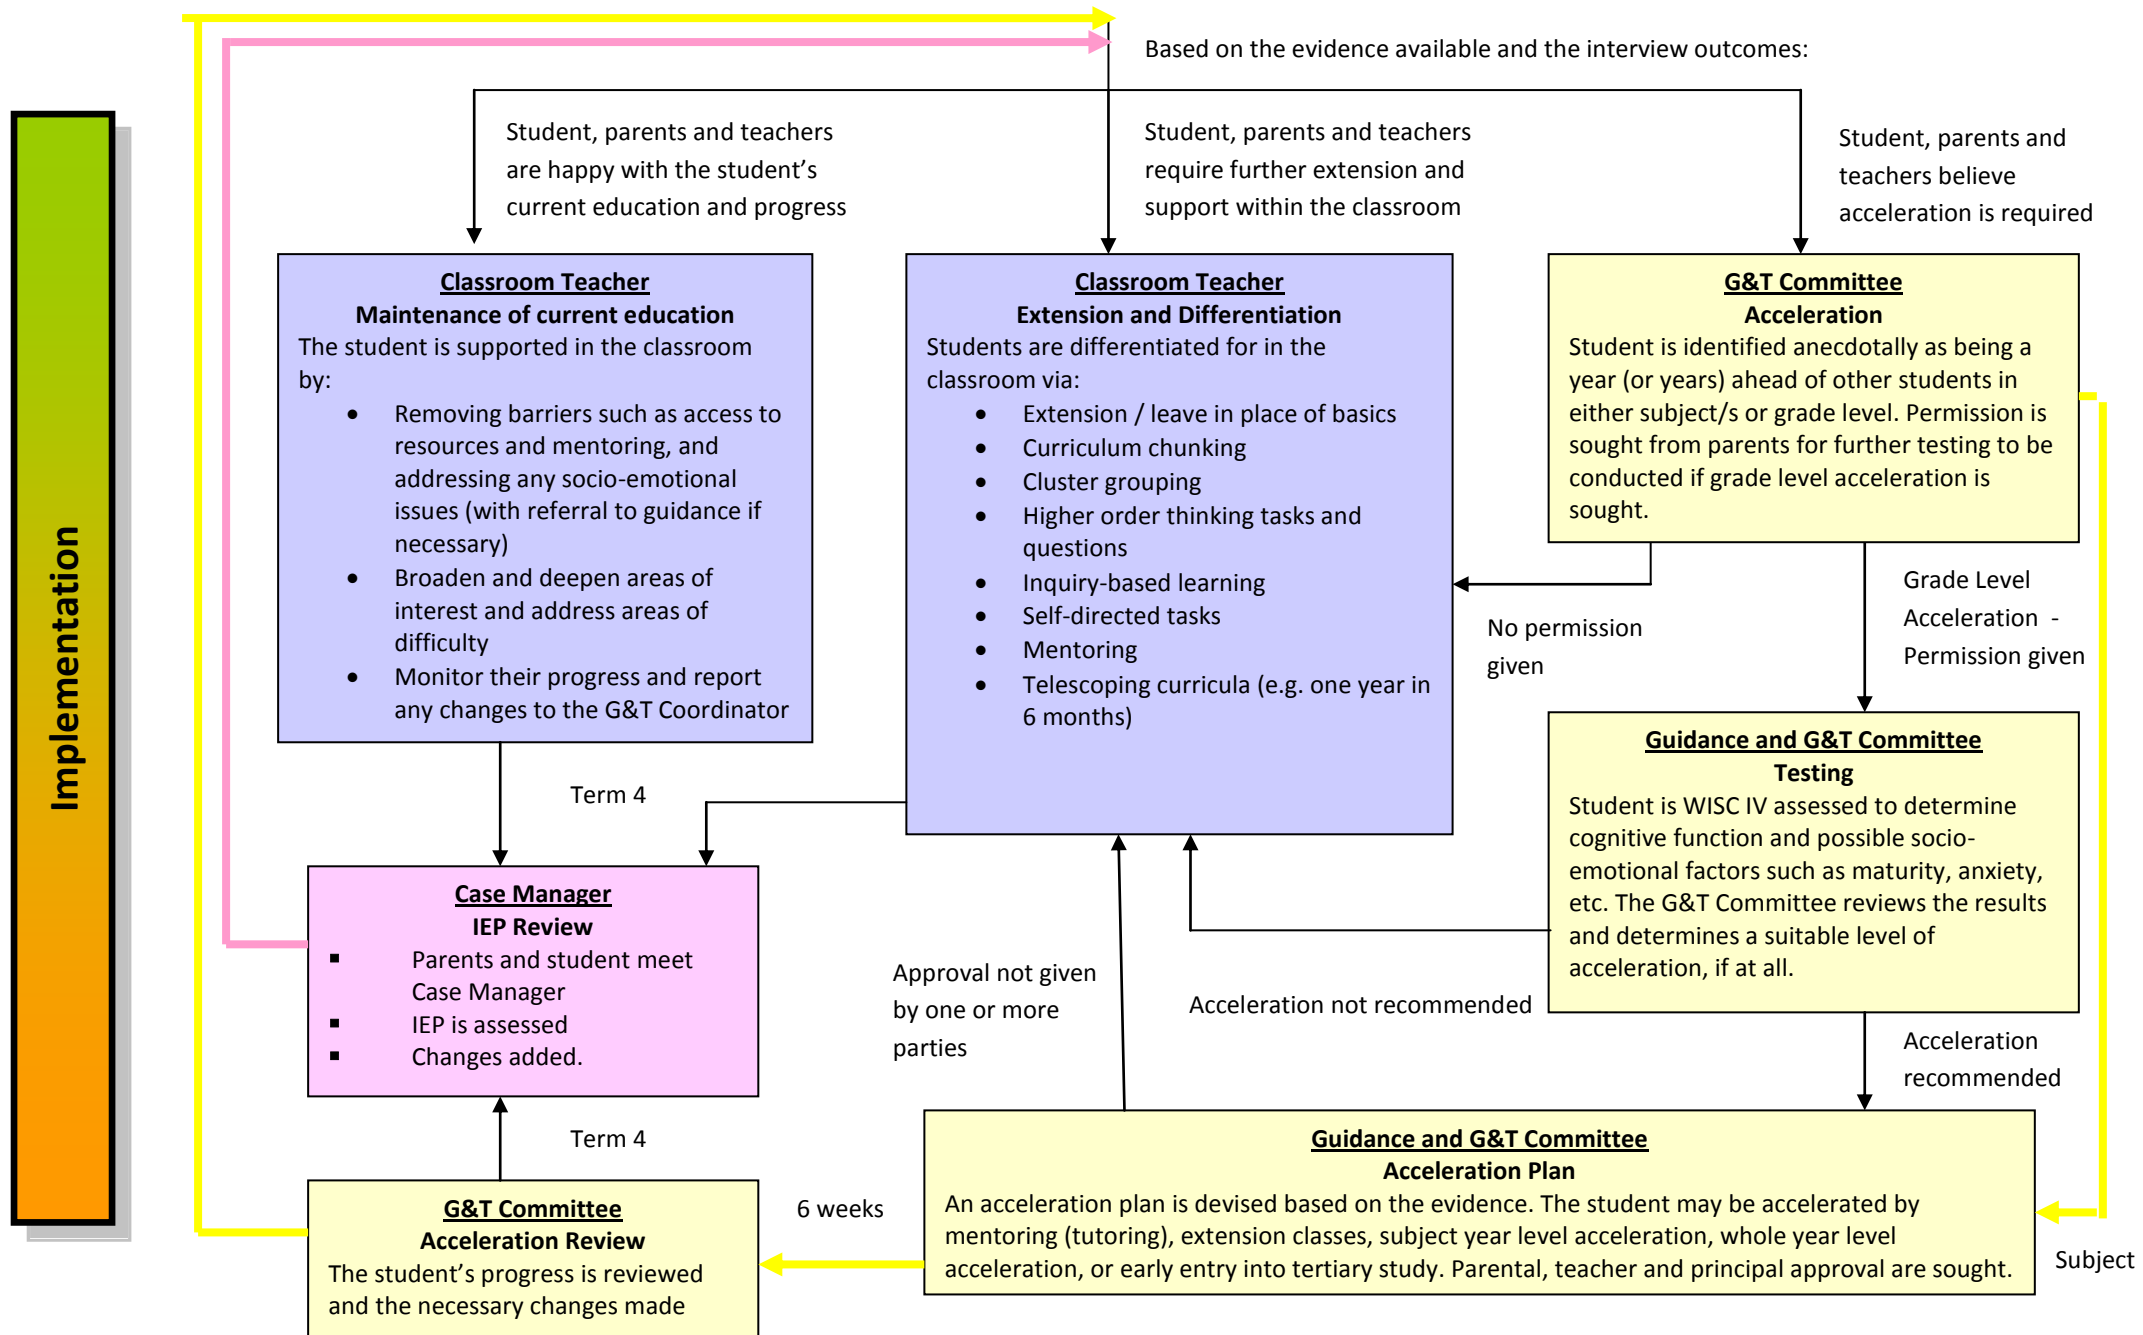 Based on the evidence available and the interview outcomes:
Student, parents and teachers
are happy with the student’s
current education and progress
Student, parents and teachers
require further extension and
support within the classroom
Student, parents and
teachers believe
acceleration is required
Implementation
Classroom Teacher
Maintenance of current education
The student is supported in the classroom
by:
• Removing barriers such as access to
resources and mentoring, and
addressing any socio-emotional
issues (with referral to guidance if
necessary)
• Broaden and deepen areas of
interest and address areas of
difficulty
• Monitor their progress and report
any changes to the G&T Coordinator
Classroom Teacher
Extension and Differentiation
Students are differentiated for in the
classroom via:
• Extension / leave in place of basics
• Curriculum chunking
• Cluster grouping
• Higher order thinking tasks and
questions
• Inquiry-based learning
• Self-directed tasks
• Mentoring
• Telescoping curricula (e.g. one year in
6 months)
G&T Committee
Acceleration
Student is identified anecdotally as being a
year (or years) ahead of other students in
either subject/s or grade level. Permission is
sought from parents for further testing to be
conducted if grade level acceleration is
sought.
No permission
given
Grade Level
Acceleration -
Permission given
Guidance and G&T Committee
Testing
Student is WISC IV assessed to determine
cognitive function and possible socio-
emotional factors such as maturity, anxiety,
etc. The G&T Committee reviews the results
and determines a suitable level of
acceleration, if at all.
Term 4
Case Manager
IEP Review
▪ Parents and student meet
Case Manager
▪ IEP is assessed
▪ Changes added.
Approval not given
by one or more
parties
Acceleration not recommended
Acceleration
recommended
Term 4
G&T Committee
Acceleration Review
The student’s progress is reviewed
and the necessary changes made
6 weeks
Guidance and G&T Committee
Acceleration Plan
An acceleration plan is devised based on the evidence. The student may be accelerated by
mentoring (tutoring), extension classes, subject year level acceleration, whole year level
acceleration, or early entry into tertiary study. Parental, teacher and principal approval are sought.
Subject